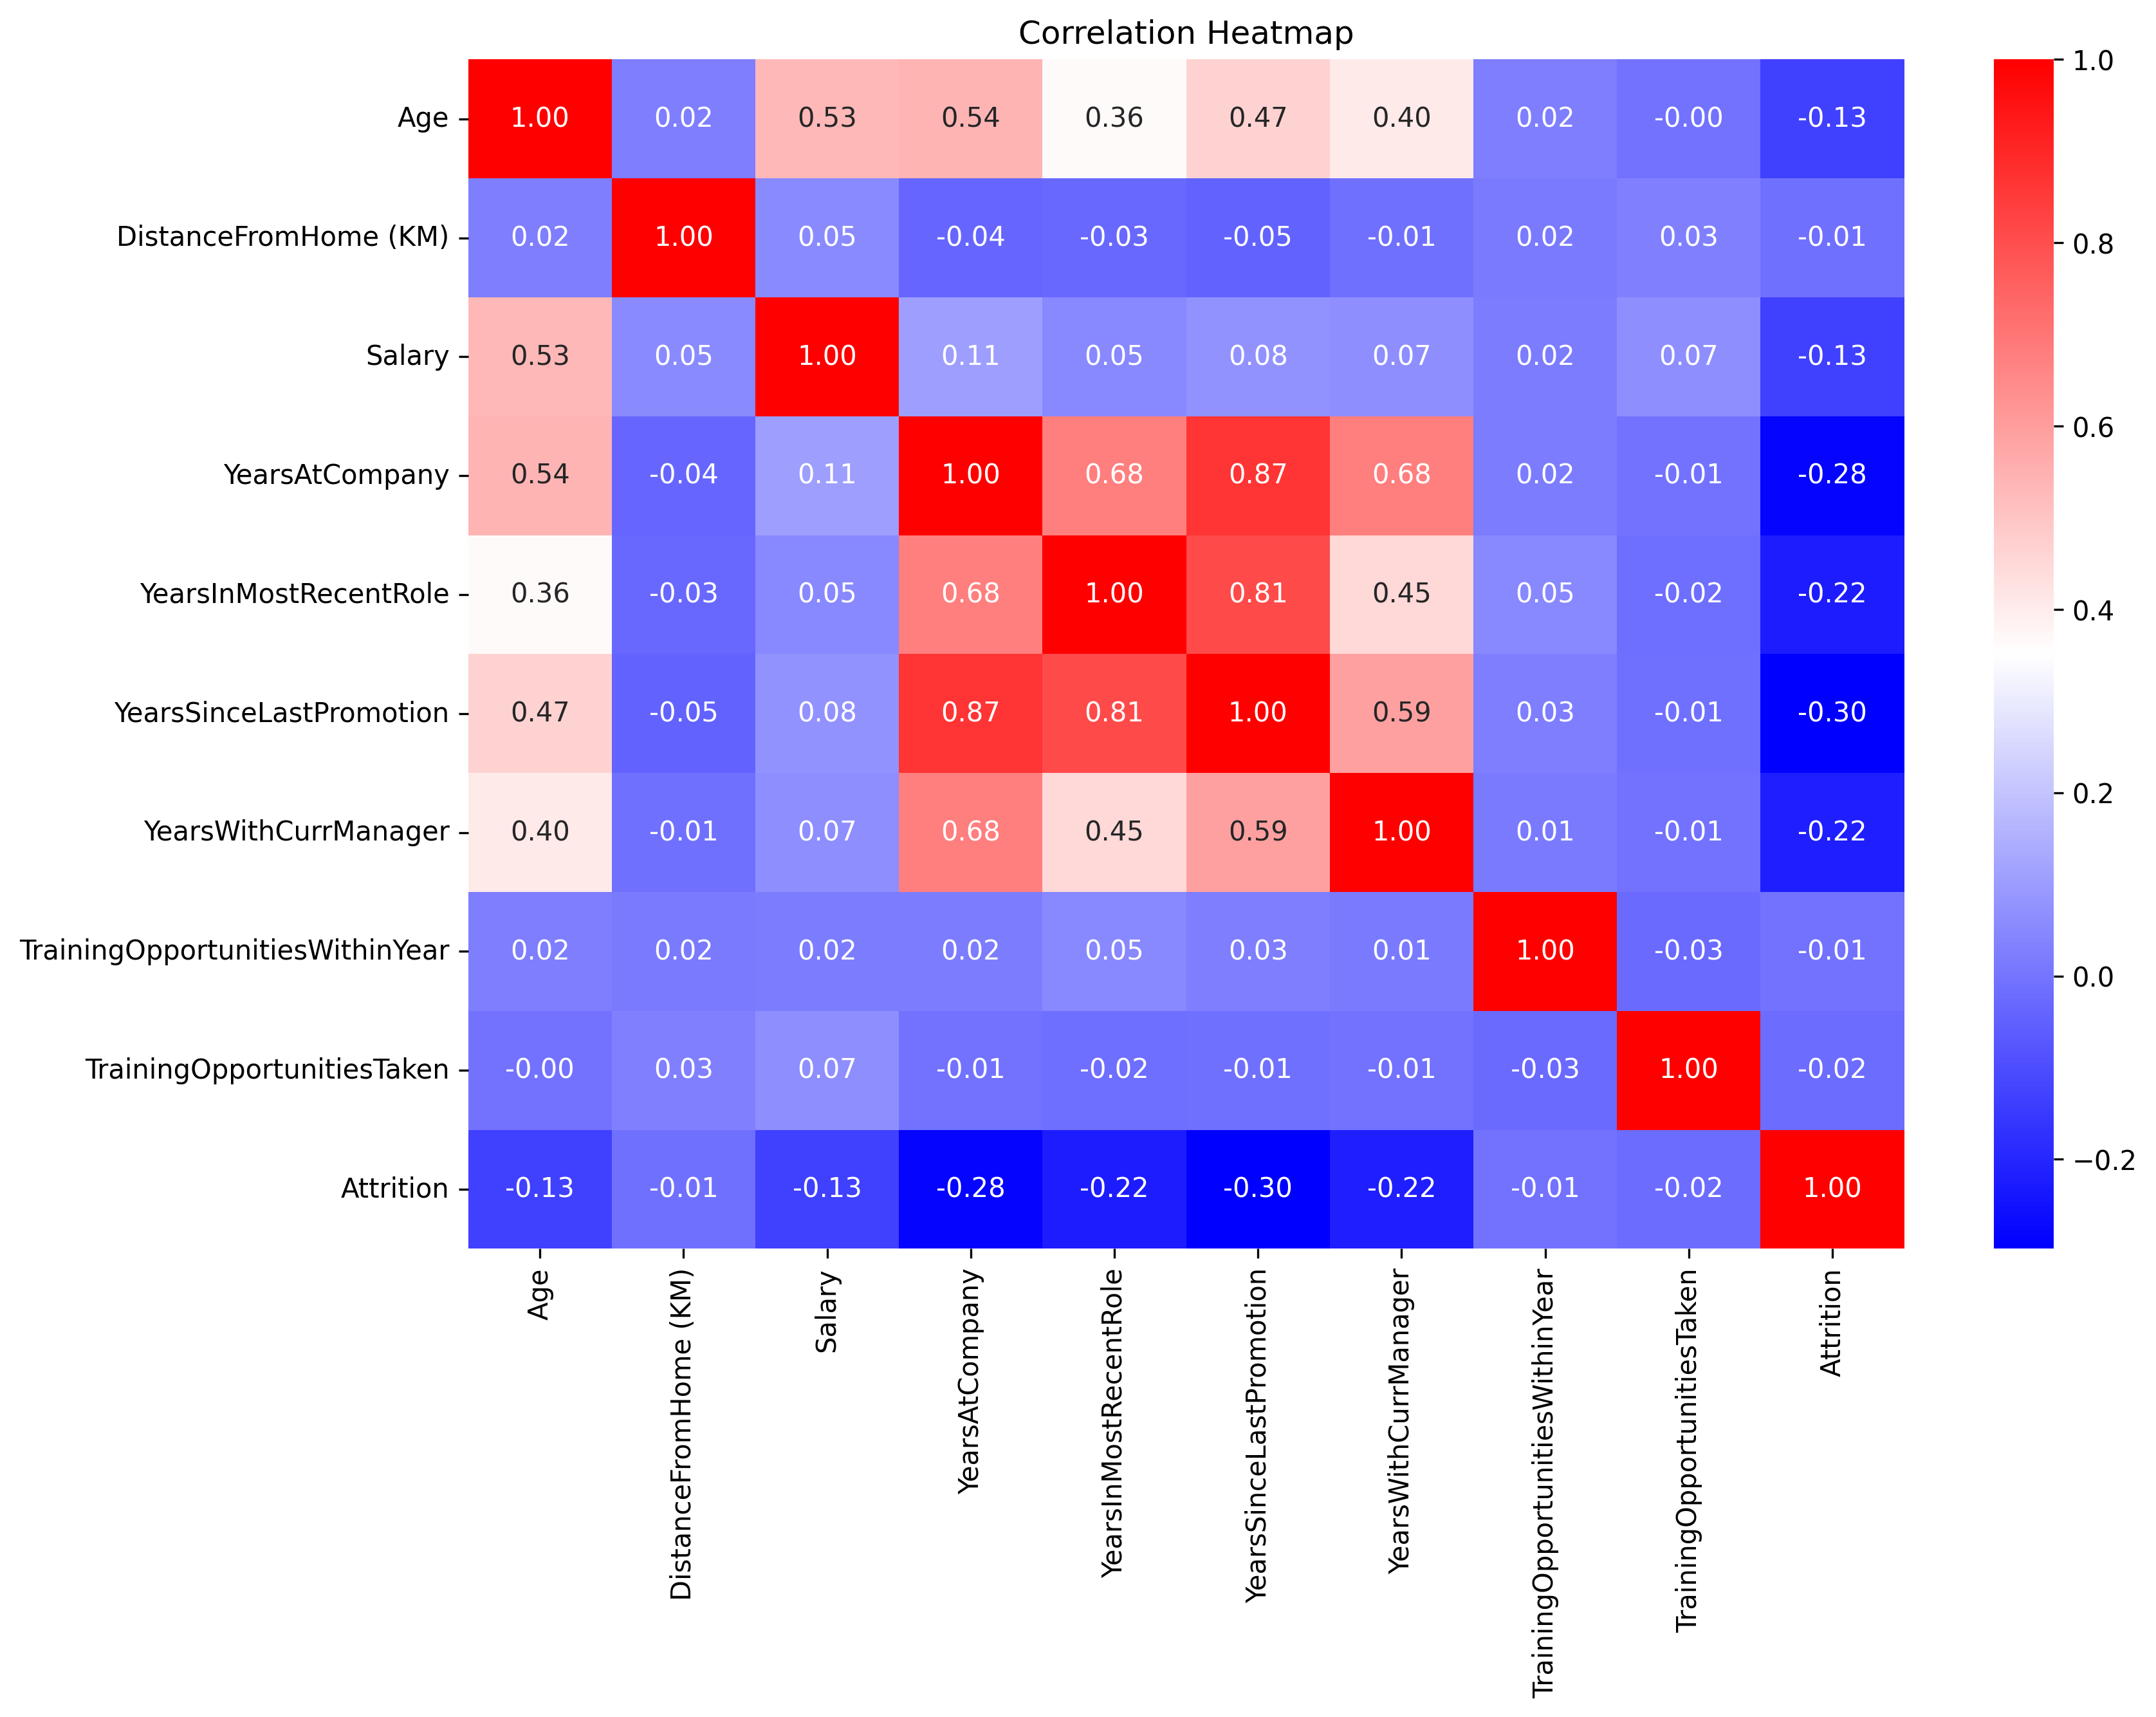 Correlation Heatmap
Age 1.00 0.02 0.53 0.54 0.36 0.47 0.40 0.02 -0.00 -0.13
DistanceFromHome (KM) 0.02 1.00 0.05 -0.04 -0.03 -0.05 -0.01 0.02 0.03 -0.01
Salary 0.53 0.05 1.00 0.11 0.05 0.08 0.07 0.02 0.07 -0.13
YearsAtCompany 0.54 -0.04 0.11 1.00 0.68 0.87 0.68 0.02 -0.01 -0.28
YearsInMostRecentRole 0.36 -0.03 0.05 0.68 1.00 0.81 0.45 0.05 -0.02 -0.22
YearsSinceLastPromotion 0.47 -0.05 0.08 0.87 0.81 1.00 0.59 0.03 -0.01 -0.30
YearsWithCurrManager 0.40 -0.01 0.07 0.68 0.45 0.59 1.00 0.01 -0.01 -0.22
TrainingOpportunitiesWithinYear 0.02 0.02 0.02 0.02 0.05 0.03 0.01 1.00 -0.03 -0.01
TrainingOpportunitiesTaken -0.00 0.03 0.07 -0.01 -0.02 -0.01 -0.01 -0.03 1.00 -0.02
Attrition -0.13 -0.01 -0.13 -0.28 -0.22 -0.30 -0.22 -0.01 -0.02 1.00
Age
DistanceFromHome (KM)
Salary
YearsAtCompany
YearsInMostRecentRole
YearsSinceLastPromotion
YearsWithCurrManager
TrainingOpportunitiesWithinYear
TrainingOpportunitiesTaken
Attrition
1.0
0.8
0.6
0.4
0.2
0.0
−0.2